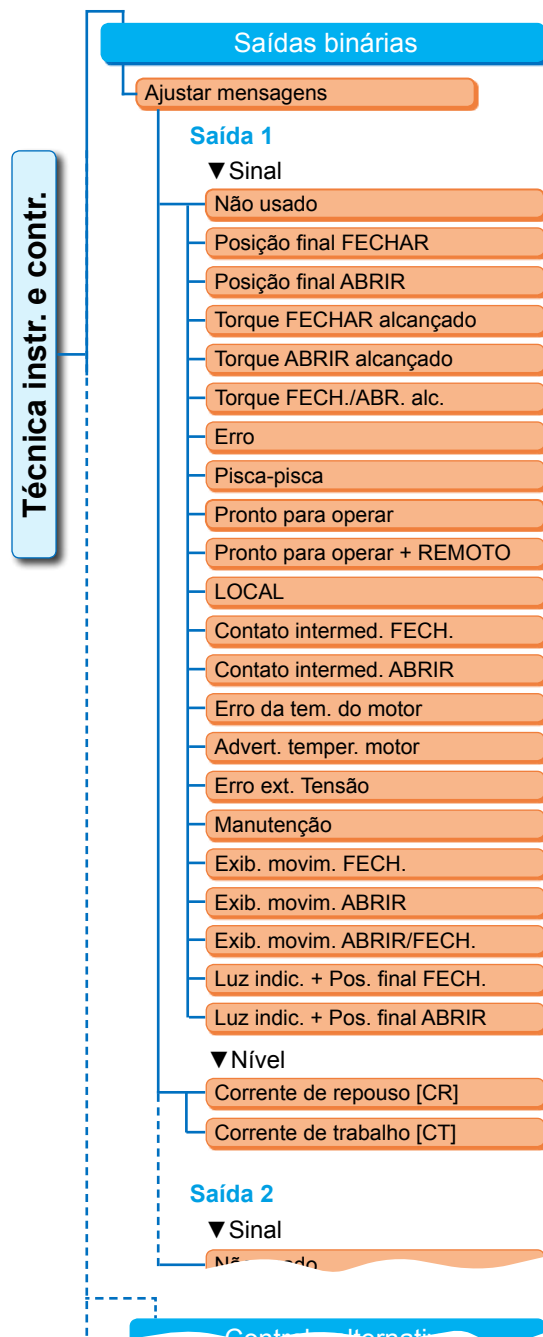 Saídas binárias
Ajustar mensagens
Técnica instr. e contr.
Saída 1
▼Sinal
Não usado
Posição final FECHAR
Posição final ABRIR
Torque FECHAR alcançado
Torque ABRIR alcançado
Torque FECH./ABR. alc.
Erro
Pisca-pisca
Pronto para operar
Pronto para operar + REMOTO
LOCAL
Contato intermed. FECH.
Contato intermed. ABRIR
Erro da tem. do motor
Advert. temper. motor
Erro ext. Tensão
Manutenção
Exib. movim. FECH.
Exib. movim. ABRIR
Exib. movim. ABRIR/FECH.
Luz indic. + Pos. final FECH.
Luz indic. + Pos. final ABRIR
▼Nível
Corrente de repouso [CR]
Corrente de trabalho [CT]
Saída 2
▼Sinal